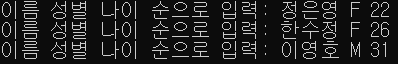 이름 성별 나이 순으로 입력: 정은영 F 22
이름 성별 나이 순으로 입력: 한수정 F 26
이름 성별 나이 순으로 입력: 이영호 M 31